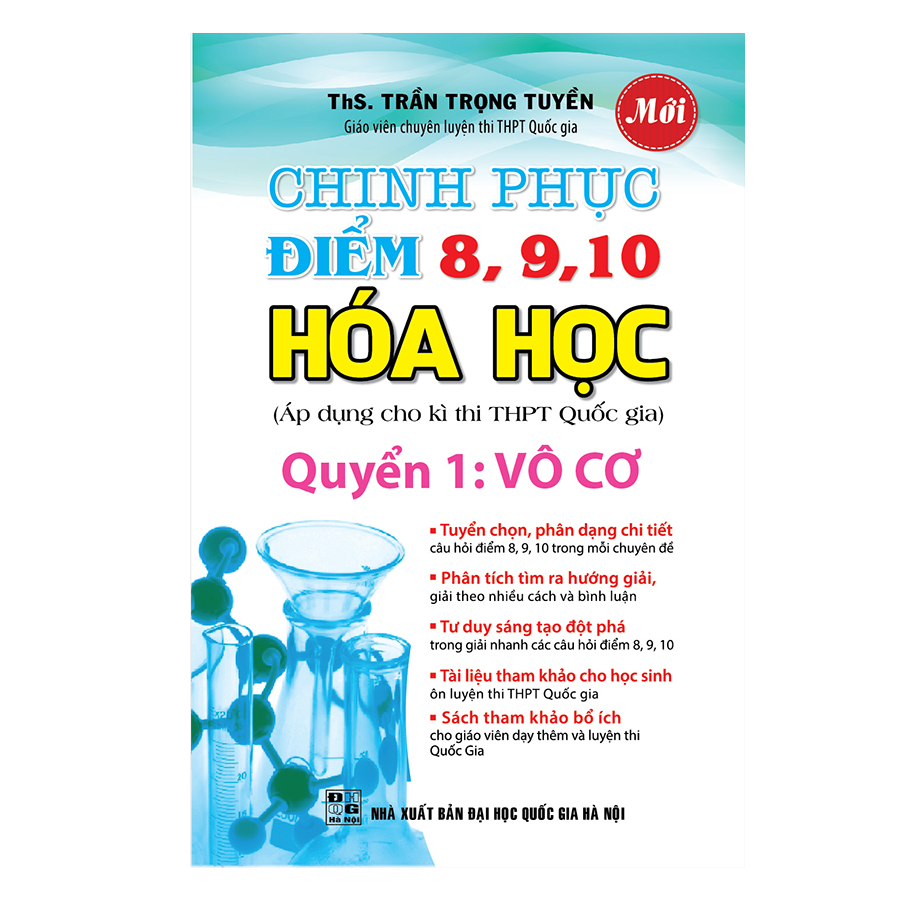 ThS. TRẦN TRỌNG TUYỀN
Giáo viên chuyên luyện thi THPT Quốc gia
Mới
CHINH PHỤC
ĐIỂM 8, 9, 10
HÓA HỌC
(Áp dụng cho kì thi THPT Quốc gia)
Quyển 1: VÔ CƠ
▪ Tuyển chọn, phân dạng chi tiết
câu hỏi điểm 8, 9, 10 trong mỗi chuyên đề
▪ Phân tích tìm ra hướng giải,
giải theo nhiều cách và bình luận
▪ Tư duy sáng tạo đột phá
trong giải nhanh các câu hỏi điểm 8, 9, 10
▪ Tài liệu tham khảo cho học sinh
ôn luyện thi THPT Quốc gia
▪ Sách tham khảo bổ ích
cho giáo viên dạy thêm và luyện thi
Quốc Gia
ĐH
QG
Hà Nội
NHÀ XUẤT BẢN ĐẠI HỌC QUỐC GIA HÀ NỘI
20
16